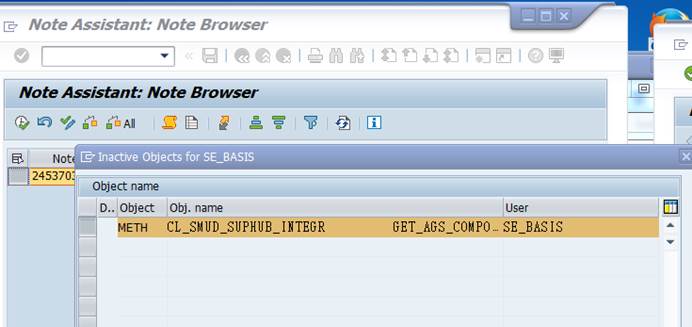 Note Assistant: Note Browser
Note Assistant: Note Browser
All
Note
Inactive Objects for SE_BASIS
245370
Object name
D.. Object Obj. name User
METH CL_SMUD_SUPHUB_INTEGR GET_AGS_COMPO… SE_BASIS